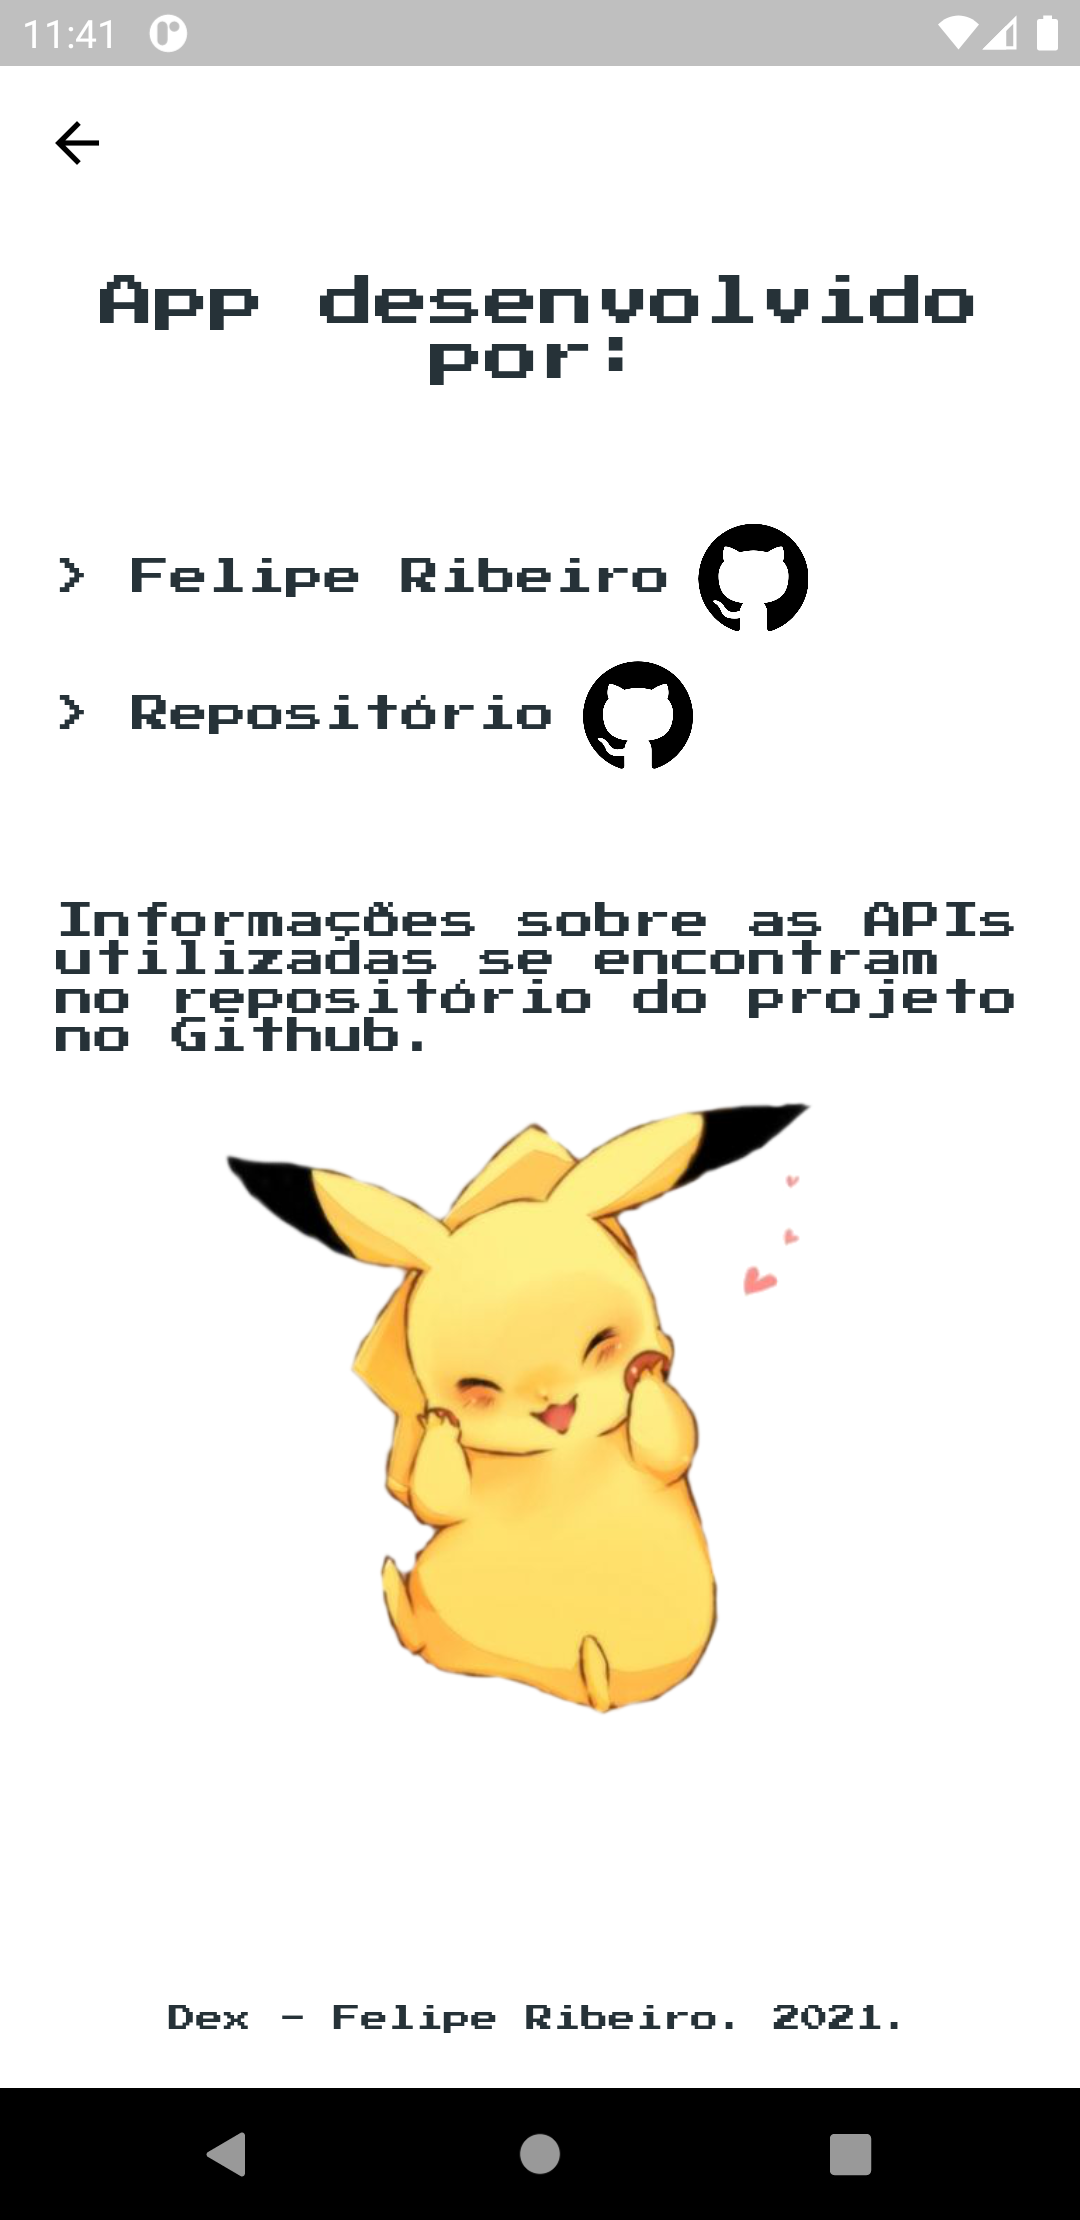 11:41
App desenvolvido
por:
> Felipe Ribeiro
> Repositório
Informações sobre as APIs
utilizadas se encontram
no repositório do projeto
no Github.
Dex - Felipe Ribeiro. 2021.